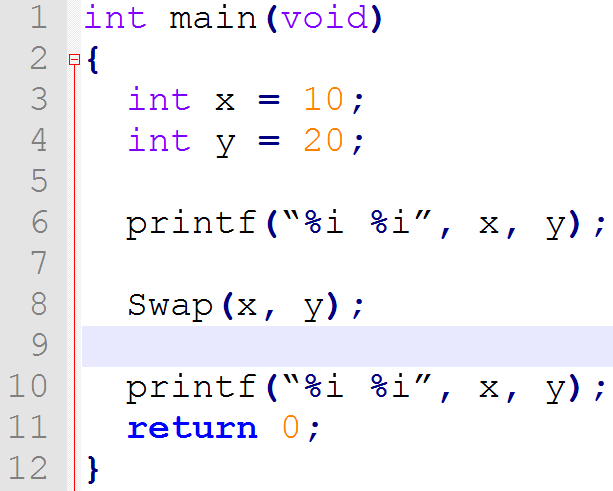 1 int main(void)
2 {
3 int x = 10;
4 int y = 20;
5
6 printf(“%i %i”, x, y);
7
8 Swap(x, y);
9
10 printf(“%i %i”, x, y);
11 return 0;
12 }